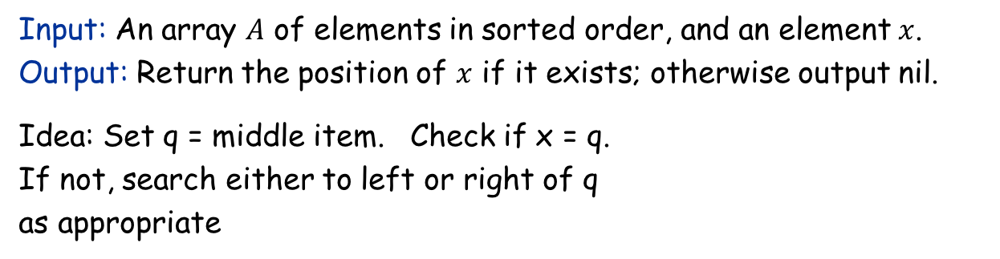 Input: An array A of elements in sorted order, and an element x.
Output: Return the position of x if it exists; otherwise output nil.
Idea: Set q = middle item. Check if x = q.
If not, search either to left or right of q
as appropriate